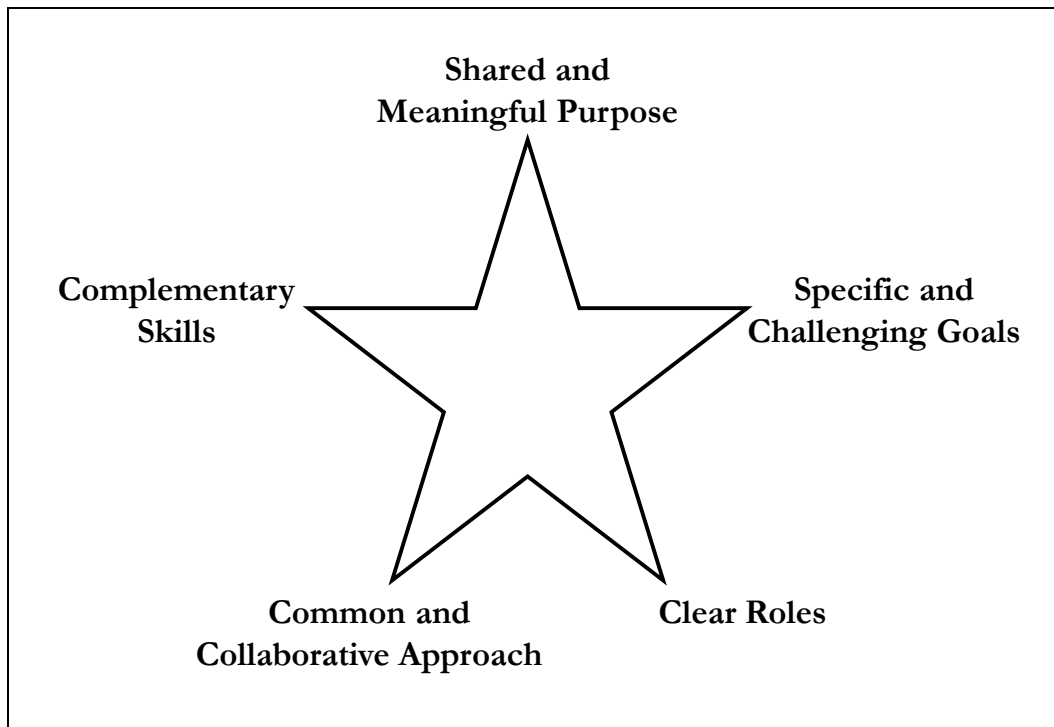 Shared and
Meaningful Purpose
Complementary
Skills
Specific and
Challenging Goals
Common and
Collaborative Approach
Clear Roles